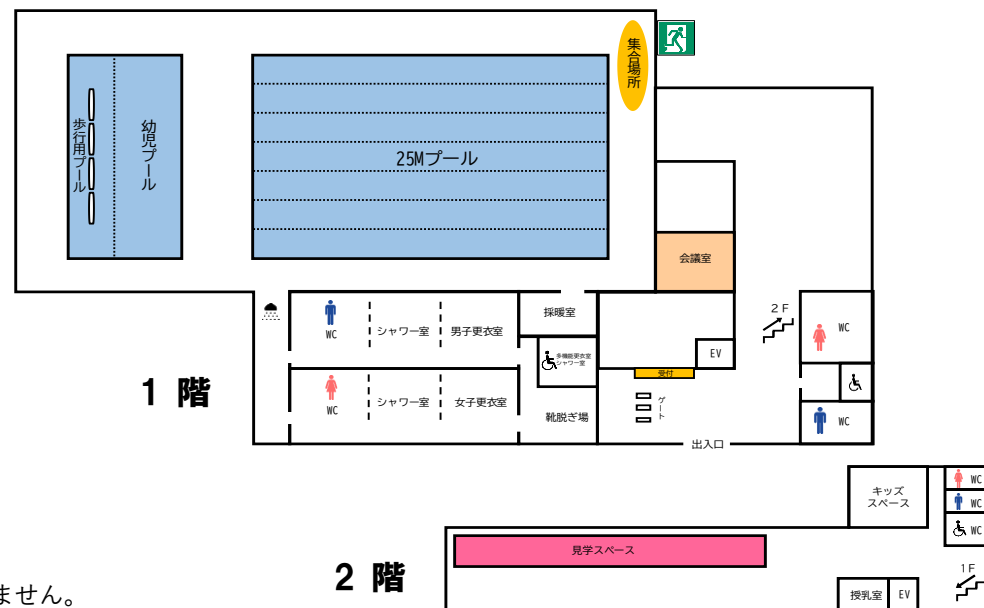 集合場所
歩行用プール
幼児プール
25Mプール
会議室
採暖室
2F
WC
シャワー室
男子更衣室
多機能更衣室
シャワー室
EV
WC
受付
1 階
WC
シャワー室
女子更衣室
靴脱ぎ場
ゲート
WC
出入口
キッズ
スペース
WC
WC
WC
見学スペース
2 階
1F
授乳室
EV
ません。